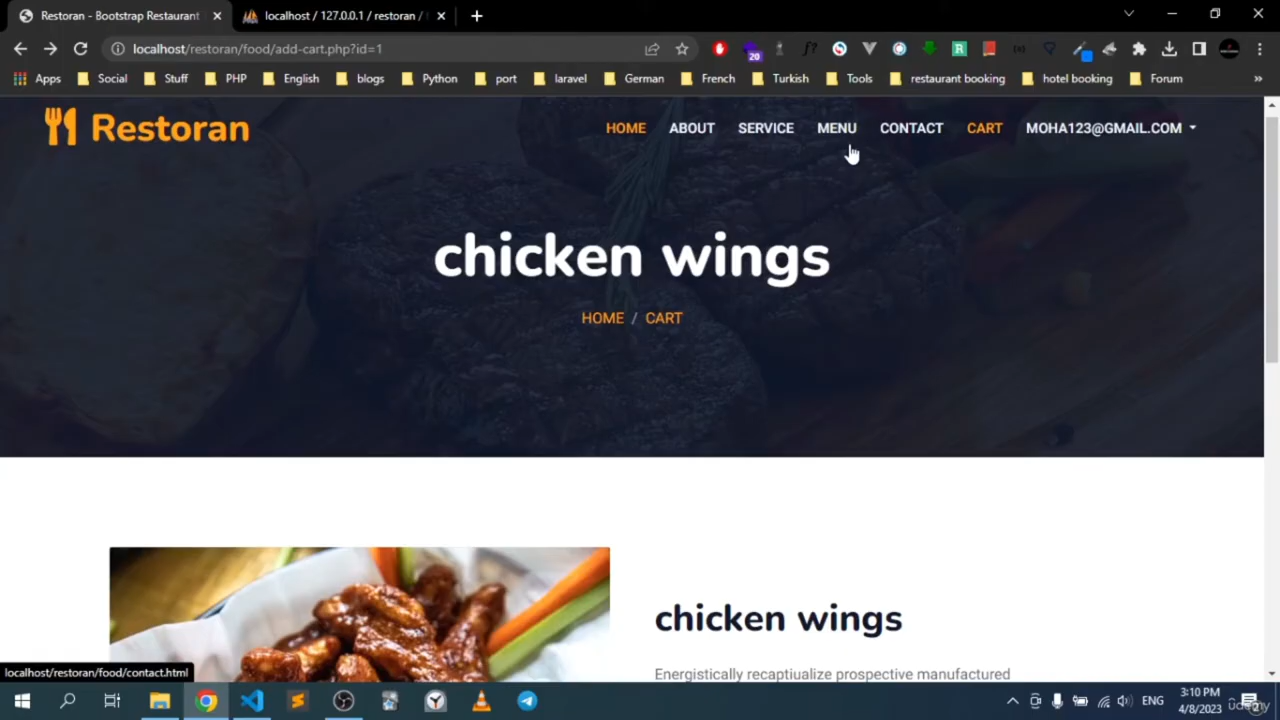 Restoran - Bootstrap Restaurant
localhost / 127.0.0.1 / restoran /
localhost/restoran/food/add-cart.php?id=1
20
f?
R
Apps Social Stuff PHP English blogs Python port laravel German French Turkish Tools restaurant booking hotel booking Forum »
Restoran
HOME ABOUT SERVICE MENU CONTACT CART MOHA123@GMAIL.COM
chicken wings
HOME / CART
chicken wings
Energistically recaptiualize prospective manufactured
localhost/restoran/food/contact.html
ENG
3:10 PM
4/8/2023
udemy